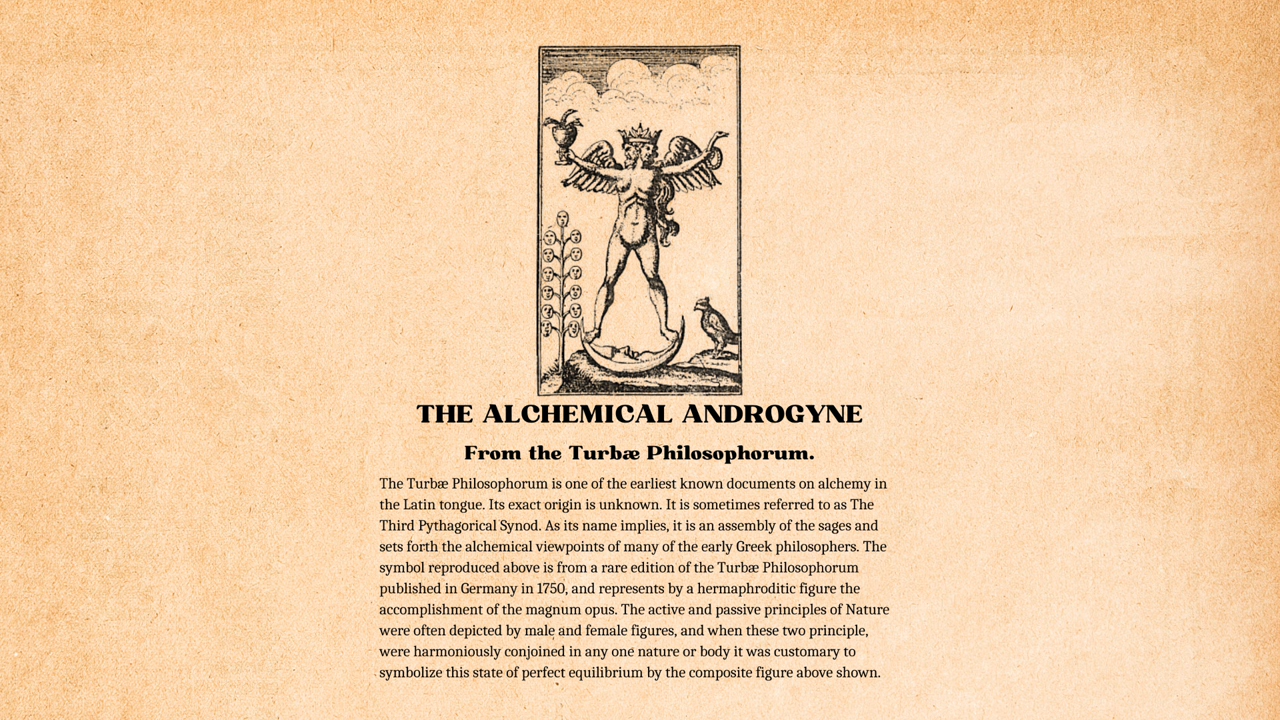 THE ALCHEMICAL ANDROGYNE
From the Turbæ Philosophorum.
The Turbæ Philosophorum is one of the earliest known documents on alchemy in
the Latin tongue. Its exact origin is unknown. It is sometimes referred to as The
Third Pythagorical Synod. As its name implies, it is an assembly of the sages and
sets forth the alchemical viewpoints of many of the early Greek philosophers. The
symbol reproduced above is from a rare edition of the Turbæ Philosophorum
published in Germany in 1750, and represents by a hermaphroditic figure the
accomplishment of the magnum opus. The active and passive principles of Nature
were often depicted by male and female figures, and when these two principle,
were harmoniously conjoined in any one nature or body it was customary to
symbolize this state of perfect equilibrium by the composite figure above shown.